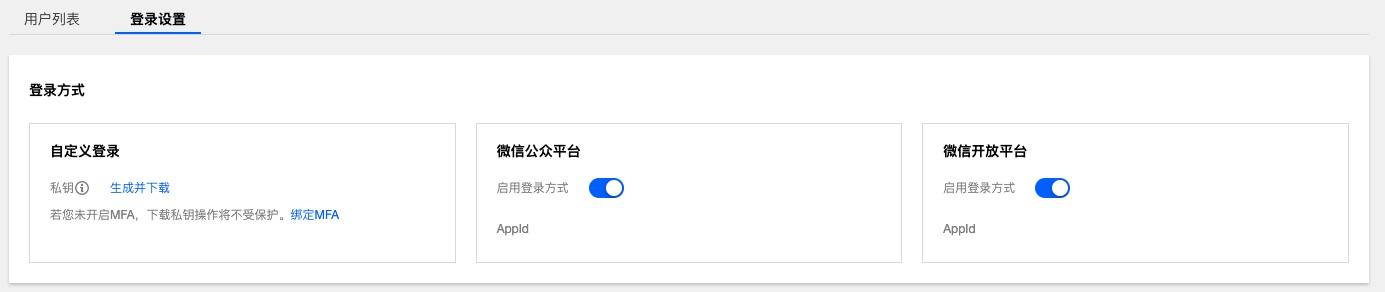 用户列表
登录设置
登录方式
自定义登录
私钥 生成并下载
若您未开启MFA，下载私钥操作将不受保护。绑定MFA
微信公众平台
启用登录方式
AppId
微信开放平台
启用登录方式
AppId